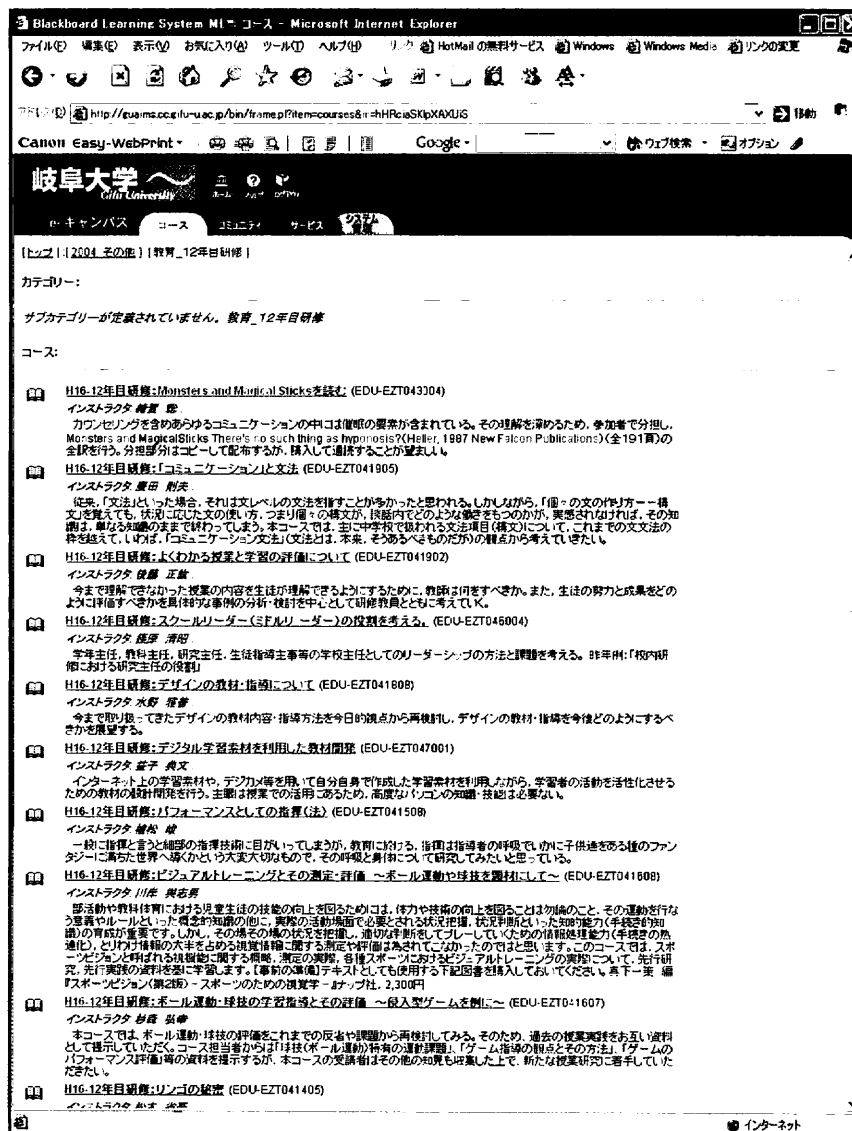 Blackboard Learning System ML™: コース - Microsoft Internet Explorer
ファイル(F) 編集(E) 表示(V) お気に入り(A) ツール(T) ヘルプ(H) HotMail の無料サービス Windows Windows Media リンクの変更
移動
Canon Easy-WebPrint Google ウェブ検索 オプション
岐阜大学
Gifu University
ホーム
e-キャンパス コース コミュニティ サービス システム管理
[トップ] [2004_その他] [教育_12年目研修]
カテゴリー:
サブカテゴリーが定義されていません。教育_12年目研修
コース:
H16-12年目研修:Monsters and Magical Sticksを読む (EDU-EZT043004)
インストラクタ
カウンセリングを含めあらゆるコミュニケーションの中には催眠の要素が含まれている。その理解を深めるため、参加者で分担し、
Monsters and MagicalSticks There's no such thing as hyponosis?(Heller, 1987 New Falcon Publications)(全191頁)の
全訳を行う。分担部分はコピーして配布するが、購入して通読することが望ましい。
H16-12年目研修:「コミュニケーション」と文法 (EDU-EZT041905)
インストラクタ 豊田 則夫
従来、「文法」といった場合、それは文レベルの文法を指すことが多かったと思われる。しかしながら、「個々の文の作り方ーー構
文」を覚えても、状況に応じた文の使い方、つまり個々の構文が、談話内でどのような働きをもつのかが、実感されなければ、その知
識は、単なる知識のままで終わってしまう。本コースでは、主に中学校で扱われる文法項目(構文)について、これまでの文文法の
枠を越えて、いわば、「コミュニケーション文法」(文法とは、本来、そうあるべきものだが)の観点から考えていきたい。
H16-12年目研修:よくわかる授業と学習の評価について (EDU-EZT041902)
インストラクタ 後藤
今まで理解できなかった授業の内容を生徒が理解できるようにするために、教師は何をすべきか。また、生徒の努力と成果をどの
ように評価すべきかを具体的な事例の分析・検討を中心として研修教員とともに考えていく。
H16-12年目研修:スクールリーダー(ミドルリーダー)の役割を考える。 (EDU-EZT046004)
インストラクタ 篠原 清昭
学年主任、教科主任、研究主任、生徒指導主事等の学校主任としてのリーダーシップの方法と課題を考える。昨年例:「校内研
修における研究主任の役割」
H16-12年目研修:デザインの教材・指導について (EDU-EZT041808)
インストラクタ 水野
今まで取り扱ってきたデザインの教材内容・指導方法を今日的観点から再検討し、デザインの教材・指導を今後どのようにするべ
きかを展望する。
H16-12年目研修:デジタル学習素材を利用した教材開発 (EDU-EZT047001)
インストラクタ 益子 典文
インターネット上の学習素材や、デジカメ等を用いて自分自身で作成した学習素材を利用しながら、学習者の活動を活性化させる
ための教材の設計開発を行う。主眼は授業での活用にあるため、高度なパソコンの知識・技能は必要ない。
H16-12年目研修:パフォーマンスとしての指揮(法) (EDU-EZT041508)
インストラクタ 植松 峻
一般に指揮と言うと細部の指揮技術に目がいってしまうが、教育に於ける、指揮は指導者の呼吸でいかに子供達をある種のファン
タジーに満ちた世界へ導くかという大変大切なもので、その呼吸と身体について研究してみたいと思っている。
H16-12年目研修:ビジュアルトレーニングとその測定・評価 ～ボール運動や球技を題材にして～ (EDU-EZT041608)
インストラクタ 川岸 與志男
部活動や教科体育における児童生徒の技能の向上を図るためには、体力や技術の向上を図ることは勿論のこと、その運動を行な
う意義やルールといった概念的知識の他に、実際の活動場面で必要とされる状況把握、状況判断といった知的能力(手続き的知
識)の育成が重要です。しかし、その場その場の状況を把握し、適切な判断をしてプレーしていくための情報処理能力(手続きの熟
達化)、とりわけ情報の大半を占める視覚情報に関する測定や評価は為されてこなかったのではと思います。このコースでは、スポ
ーツビジョンと呼ばれる視機能に関する概略、測定の実際、各種スポーツにおけるビジュアルトレーニングの実際について、先行研
究、先行実践の資料を基に学習します。【事前の準備】テキストとしても使用する下記図書を購入しておいてください。真下一策 編
『スポーツビジョン(第2版)－スポーツのための視覚学－』ナップ社、2,300円
H16-12年目研修:ボール運動・球技の学習指導とその評価 ～侵入型ゲームを例に～ (EDU-EZT041607)
インストラクタ 杉森 弘幸
本コースでは、ボール運動・球技の評価をこれまでの反省や課題から再検討してみる。そのため、過去の授業実践をお互い資料
として提示していただく。コース担当者からは「球技(ボール運動)特有の運動課題」、「ゲーム指導の観点とその方法」、「ゲームの
パフォーマンス評価」等の資料を提示するが、本コースの受講者はその他の知見も収集した上で、新たな授業研究に着手していた
だきたい。
H16-12年目研修:リンゴの秘密 (EDU-EZT041405)
インストラクタ
インターネット